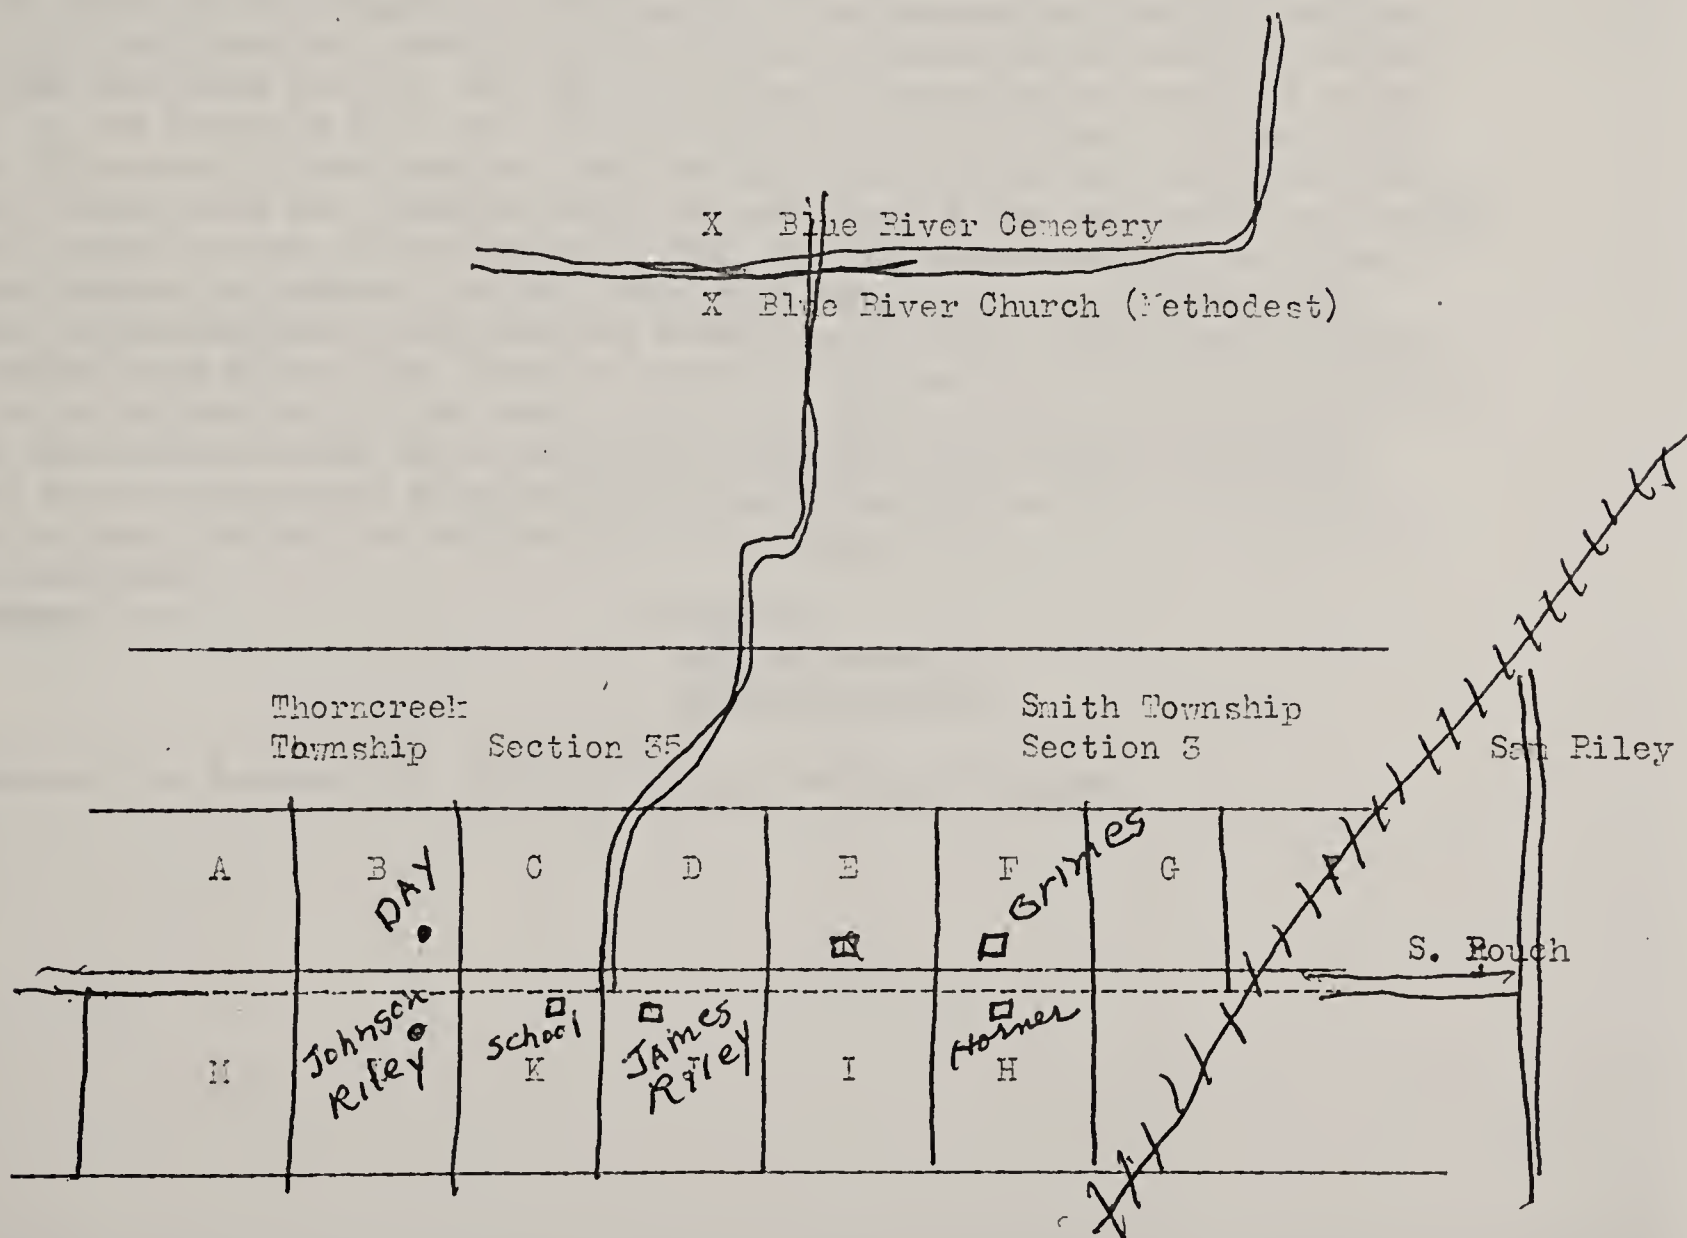 X Blue River Cemetery
X Blue River Church (Methodest)
Thorncreek
Township Section 35
Smith Township
Section 3
Sam Riley
A B C D E F G
DAY
Grimes
S. Rouch
Johnson
Riley
School
JAmes
Riley
Horner
M K I H